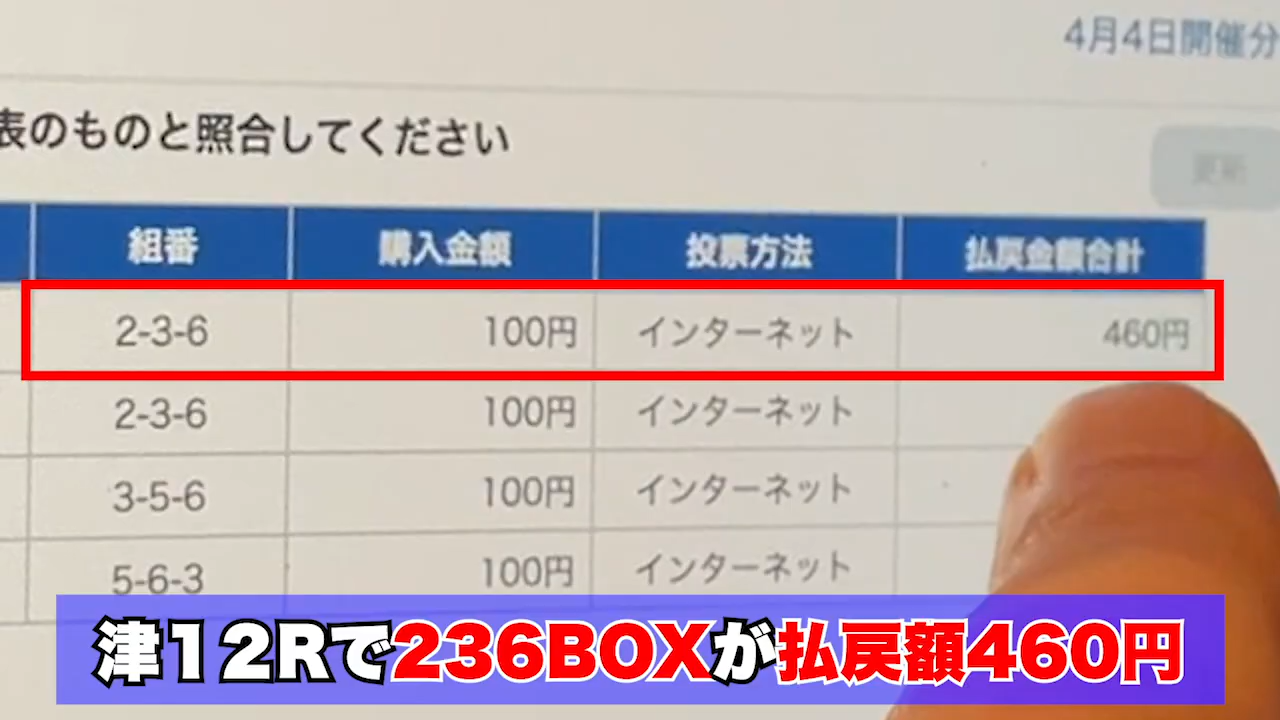 4月4日開催分
表のものと照合してください
更新
組番 購入金額 投票方法 払戻金額合計
2-3-6 100円 インターネット 460円
2-3-6 100円 インターネット
3-5-6 100円 インターネット
5-6-3 100円 インターネット
津12Rで236BOXが払戻額460円